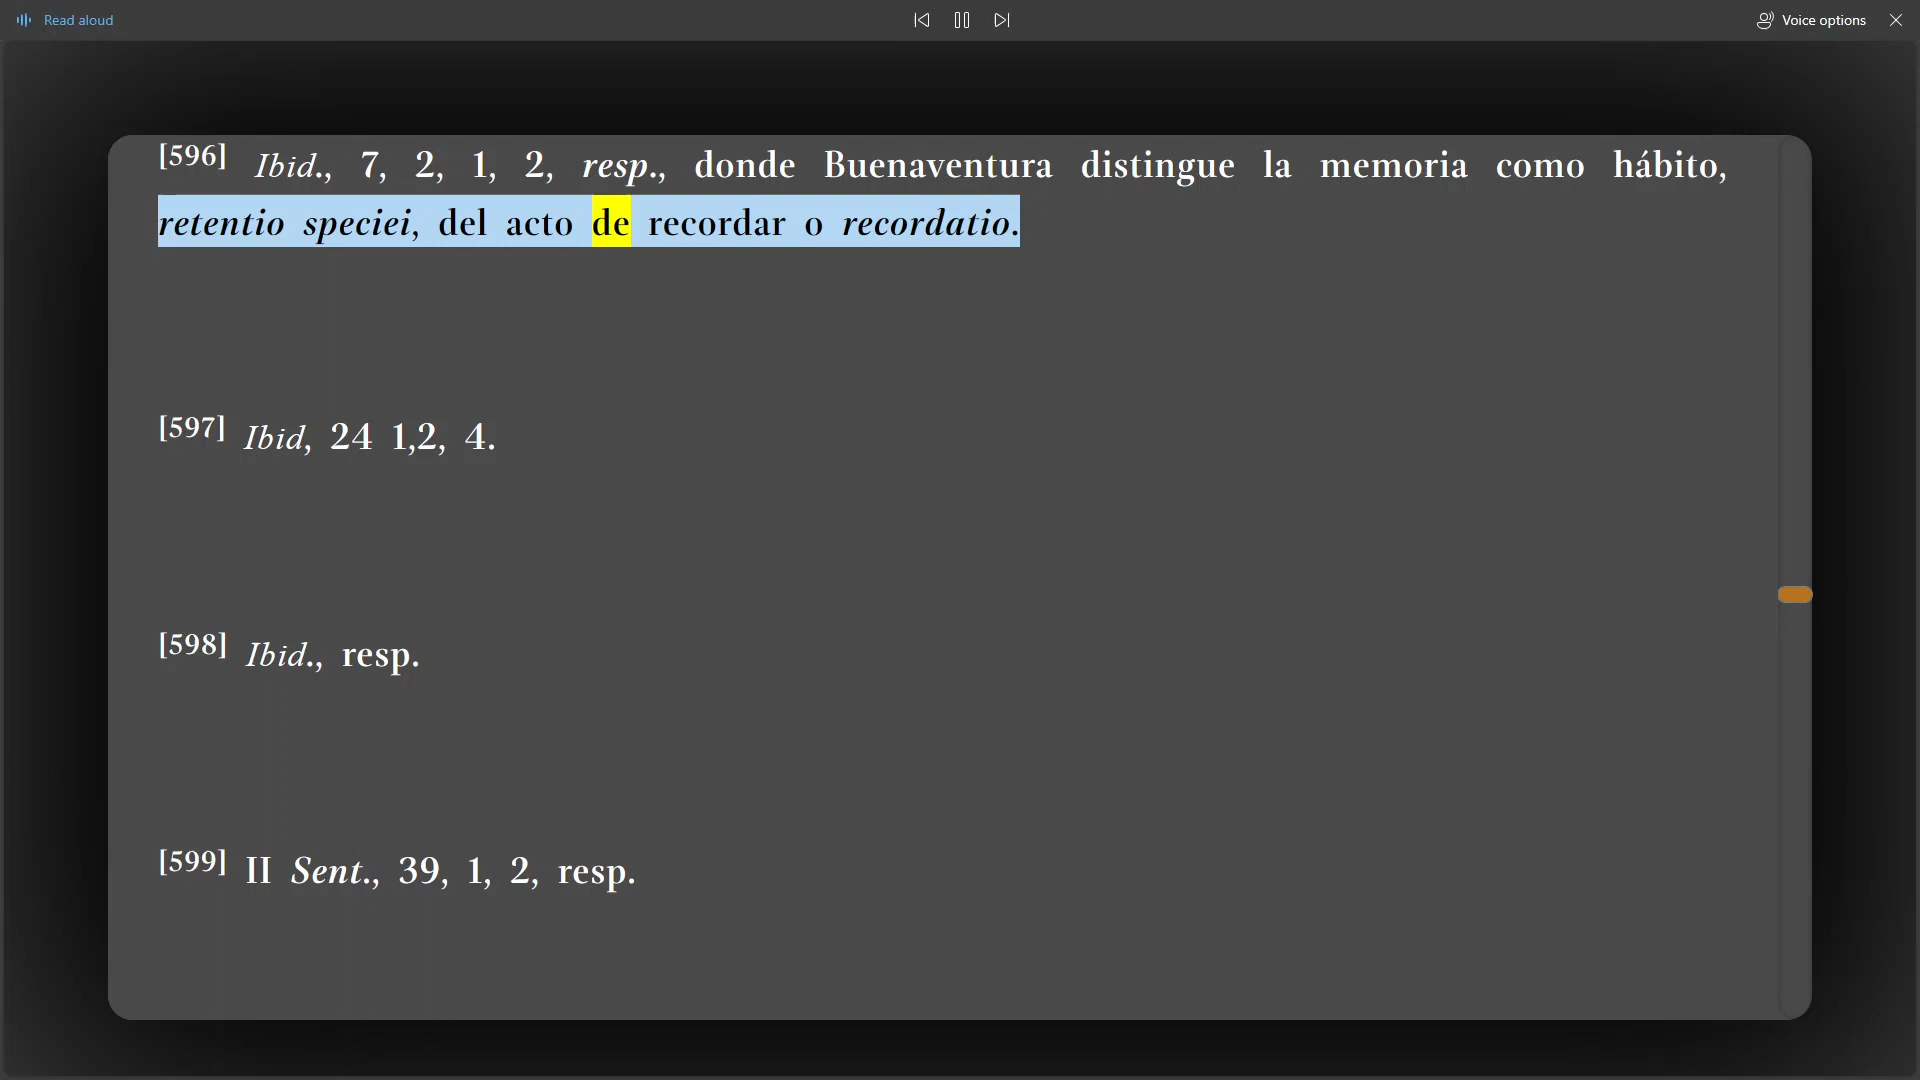 Read aloud
Voice options
[596] Ibid., 7, 2, 1, 2, resp., donde Buenaventura distingue la memoria como hábito,
retentio speciei, del acto de recordar o recordatio.
[597] Ibid, 24 1,2, 4.
[598] Ibid., resp.
[599] II Sent., 39, 1, 2, resp.